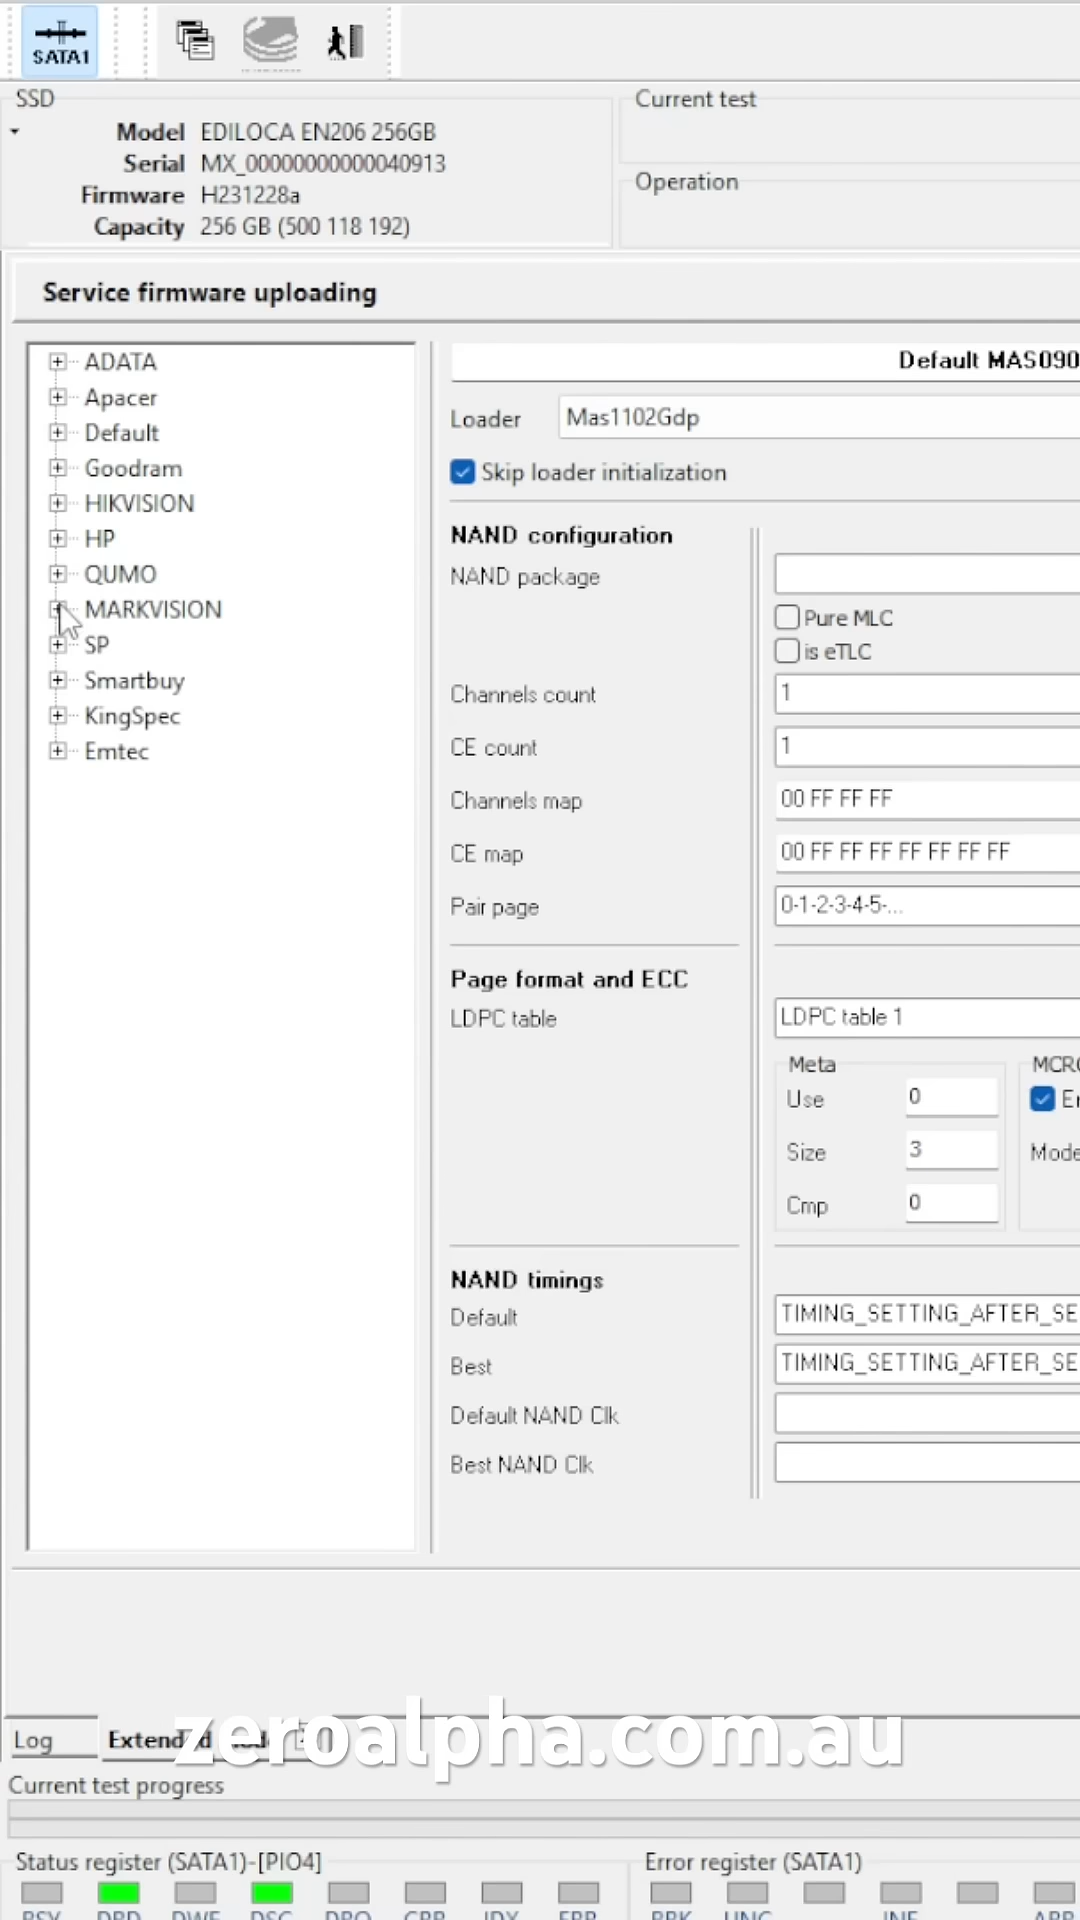 SATA1
SSD
Model EDILOCA EN206 256GB
Serial MX_00000000000040913
Firmware H231228a
Capacity 256 GB (500 118 192)
Current test
Operation
Service firmware uploading
ADATA
Apacer
Default
Goodram
HIKVISION
HP
QUMO
MARKVISION
SP
Smartbuy
KingSpec
Emtec
Default MAS090
Loader Mas1102Gdp
Skip loader initialization
NAND configuration
NAND package
Pure MLC
is eTLC
Channels count 1
CE count 1
Channels map 00 FF FF FF
CE map 00 FF FF FF FF FF FF FF
Pair page 0-1-2-3-4-5-...
Page format and ECC
LDPC table LDPC table 1
Meta
Use 0
Size 3
Cmp 0
Mode
NAND timings
Default TIMING_SETTING_AFTER_SE
Best TIMING_SETTING_AFTER_SE
Default NAND Clk
Best NAND Clk
zeroalpha.com.au
Log
Current test progress
Status register (SATA1)-[PIO4]
Error register (SATA1)